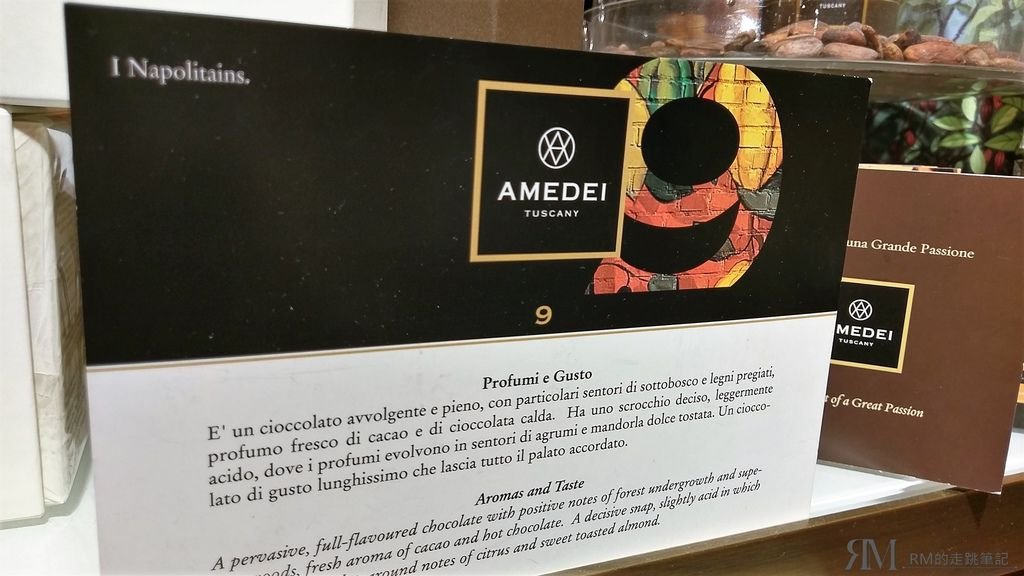 TUSCANY
I Napolitains.
AMEDEI
TUSCANY
9
9
Profumi e Gusto
E' un cioccolato avvolgente e pieno, con particolari sentori di sottobosco e legni pregiati,
profumo fresco di cacao e di cioccolata calda. Ha uno scrocchio deciso, leggermente
acido, dove i profumi evolvono in sentori di agrumi e mandorla dolce tostata. Un ciocco-
lato di gusto lunghissimo che lascia tutto il palato accordato.
Aromas and Taste
A pervasive, full-flavoured chocolate with positive notes of forest undergrowth and supe-
fresh aroma of cacao and hot chocolate. A decisive snap, slightly acid in which
around notes of citrus and sweet toasted almond.
una Grande Passione
MEDEI
TUSCANY
of a Great Passion
RM RM的走跳筆記